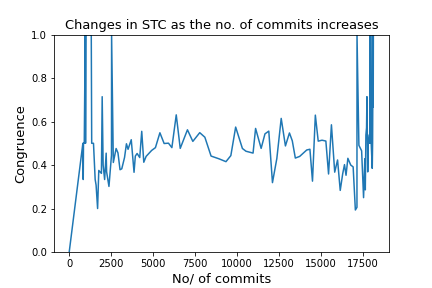 Changes in STC as the no. of commits increases
1.0
0.8
0.6
0.4
0.2
0.0
Congruence
0 2500 5000 7500 10000 12500 15000 17500
No/ of commits